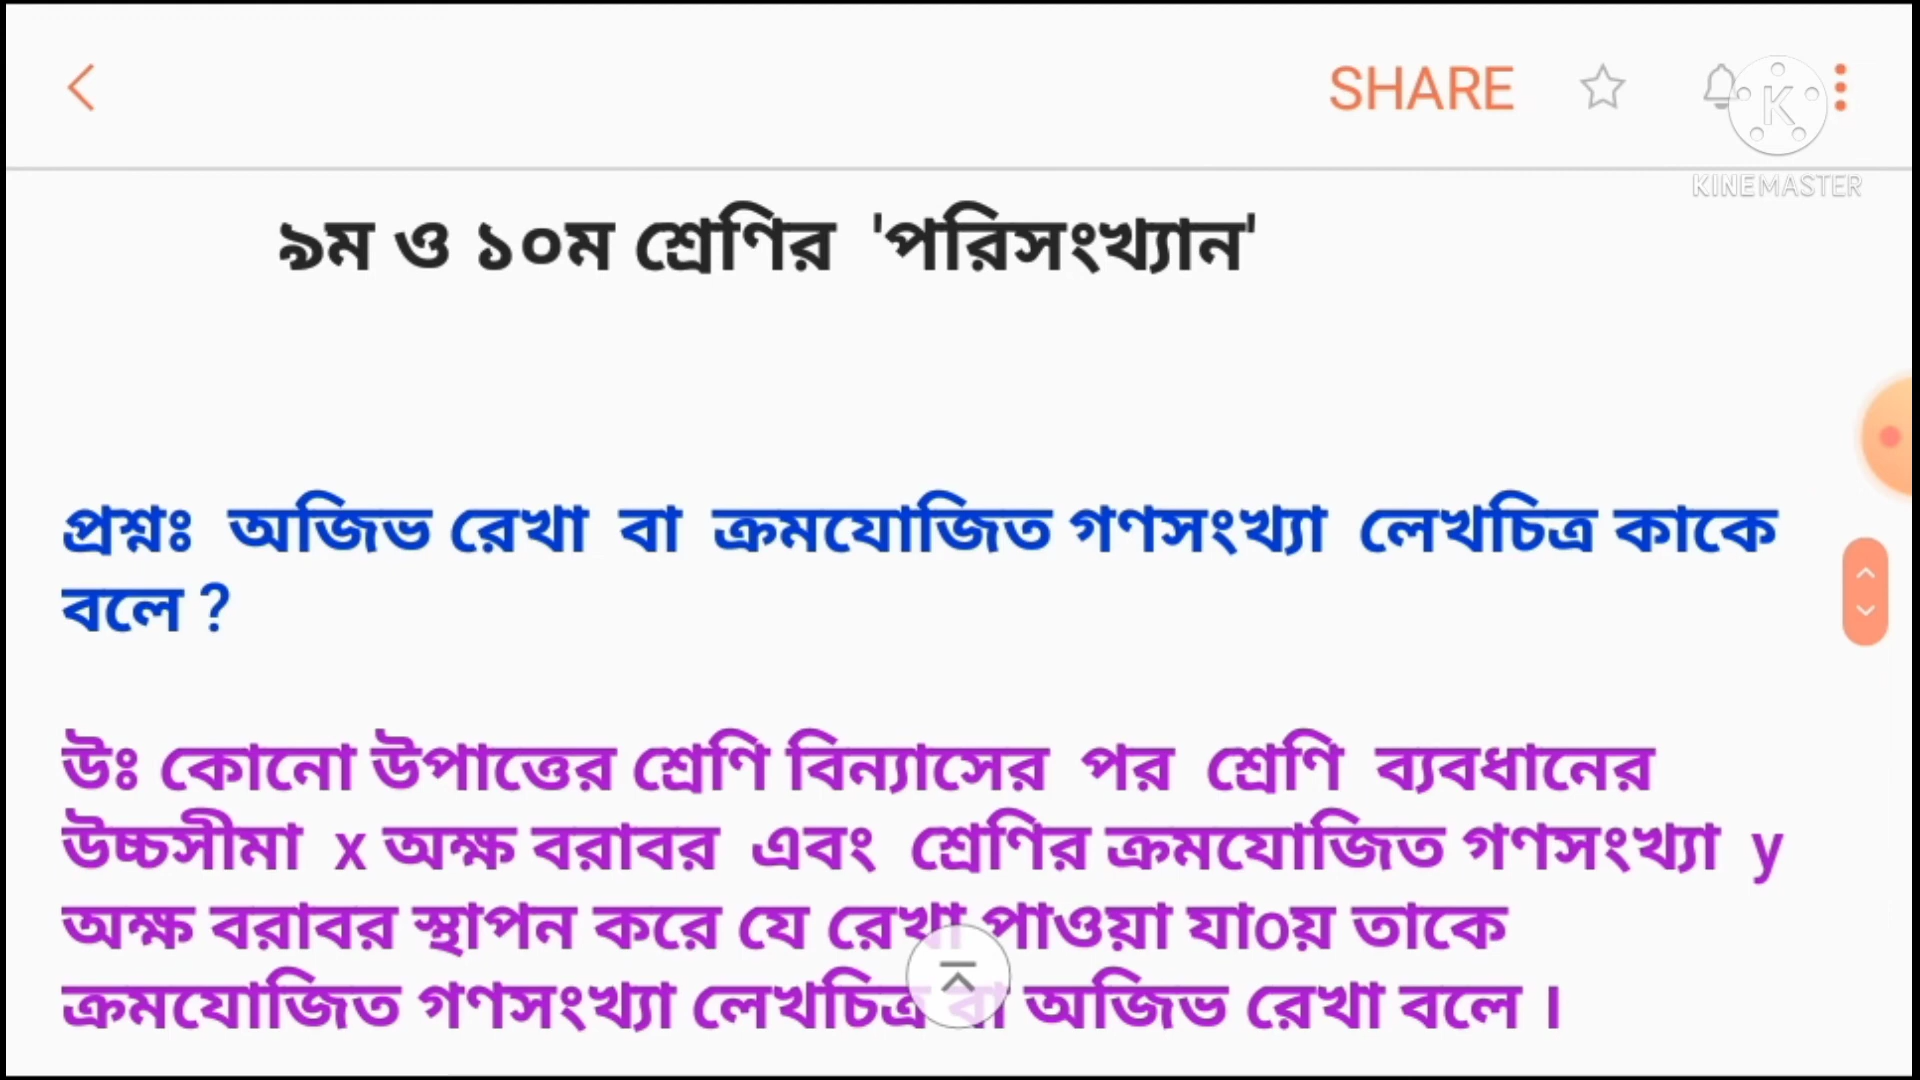 SHARE
KINEMASTER
৯ম ও ১০ম শ্রেণির 'পরিসংখ্যান'
প্রশ্নঃ অজিভ রেখা বা ক্রমযোজিত গণসংখ্যা লেখচিত্র কাকে
বলে ?
উঃ কোনো উপাত্তের শ্রেণি বিন্যাসের পর শ্রেণি ব্যবধানের
উচ্চসীমা x অক্ষ বরাবর এবং শ্রেণির ক্রমযোজিত গণসংখ্যা y
অক্ষ বরাবর স্থাপন করে যে রেখা পাওয়া যা০য় তাকে
ক্রমযোজিত গণসংখ্যা লেখচিত্র বা অজিভ রেখা বলে ।